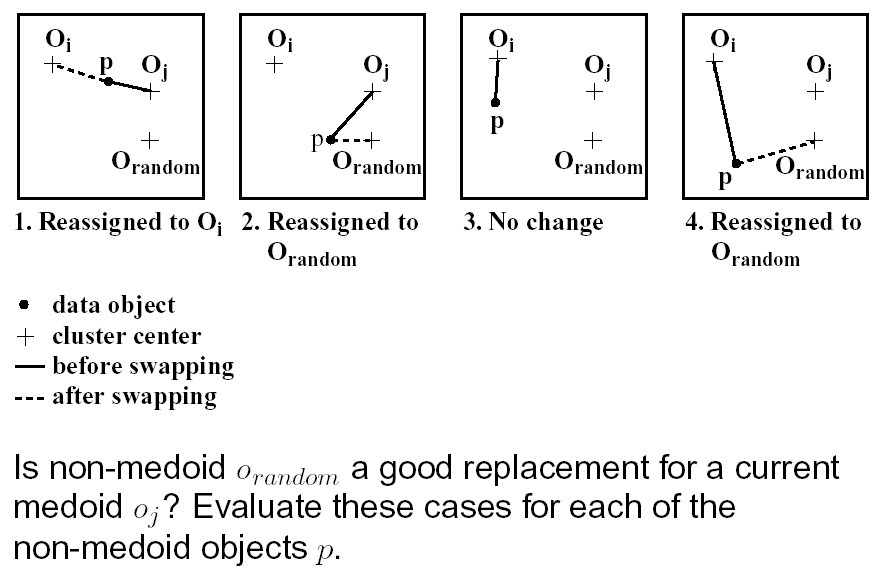 Oi
p Oj
Orandom
1. Reassigned to Oi
Oi
Oj
p
Orandom
2. Reassigned to
Orandom
Oi
Oj
p
Orandom
3. No change
Oi
Oj
p
Orandom
4. Reassigned to
Orandom
data object
cluster center
before swapping
after swapping
Is non-medoid orandom a good replacement for a current
medoid oj? Evaluate these cases for each of the
non-medoid objects p.